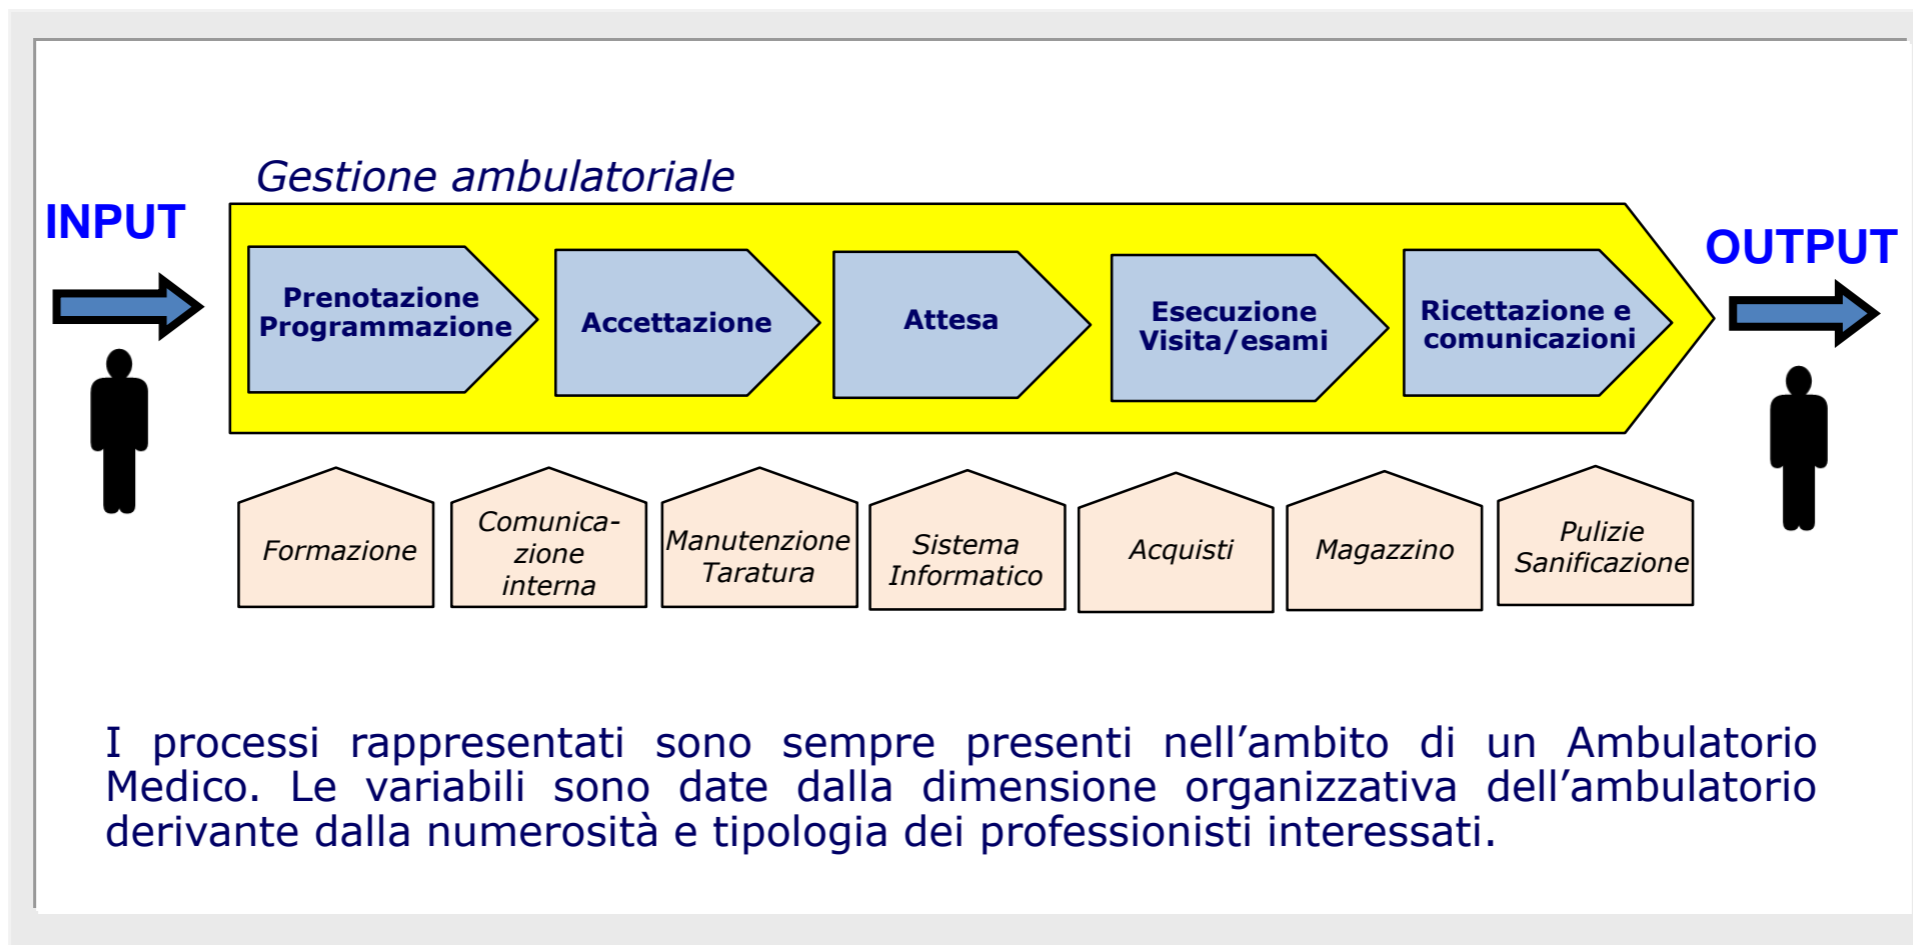 Gestione ambulatoriale
INPUT
OUTPUT
Prenotazione
Programmazione
Accettazione
Attesa
Esecuzione
Visita/esami
Ricettazione e
comunicazioni
Formazione
Comunica-
zione
interna
Manutenzione
Taratura
Sistema
Informatico
Acquisti
Magazzino
Pulizie
Sanificazione
I processi rappresentati sono sempre presenti nell’ambito di un Ambulatorio
Medico. Le variabili sono date dalla dimensione organizzativa dell’ambulatorio
derivante dalla numerosità e tipologia dei professionisti interessati.